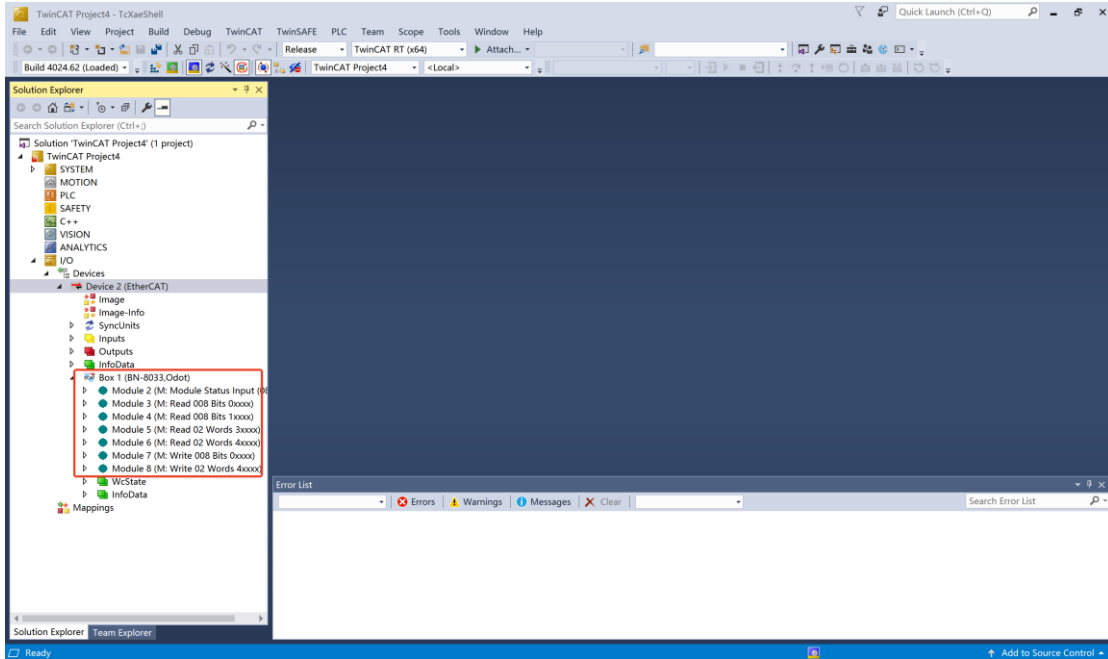 TwinCAT Project4 - TcXaeShell
Quick Launch (Ctrl+Q)
File Edit View Project Build Debug TwinCAT TwinSAFE PLC Team Scope Tools Window Help
Release TwinCAT RT (x64) Attach...
Build 4024.62 (Loaded) TwinCAT Project4 <Local>
Solution Explorer
Search Solution Explorer (Ctrl+;)
Solution 'TwinCAT Project4' (1 project)
TwinCAT Project4
SYSTEM
MOTION
PLC
SAFETY
C++
VISION
ANALYTICS
I/O
Devices
Device 2 (EtherCAT)
Image
Image-Info
SyncUnits
Inputs
Outputs
InfoData
Box 1 (BN-8033,Odot)
Module 2 (M: Module Status Input (08
Module 3 (M: Read 008 Bits 0xxxx)
Module 4 (M: Read 008 Bits 1xxxx)
Module 5 (M: Read 02 Words 3xxxx)
Module 6 (M: Read 02 Words 4xxxx)
Module 7 (M: Write 008 Bits 0xxxx)
Module 8 (M: Write 02 Words 4xxxx)
WcState
InfoData
Mappings
Error List
Errors Warnings Messages Clear
Search Error List
Solution Explorer Team Explorer
Ready
Add to Source Control